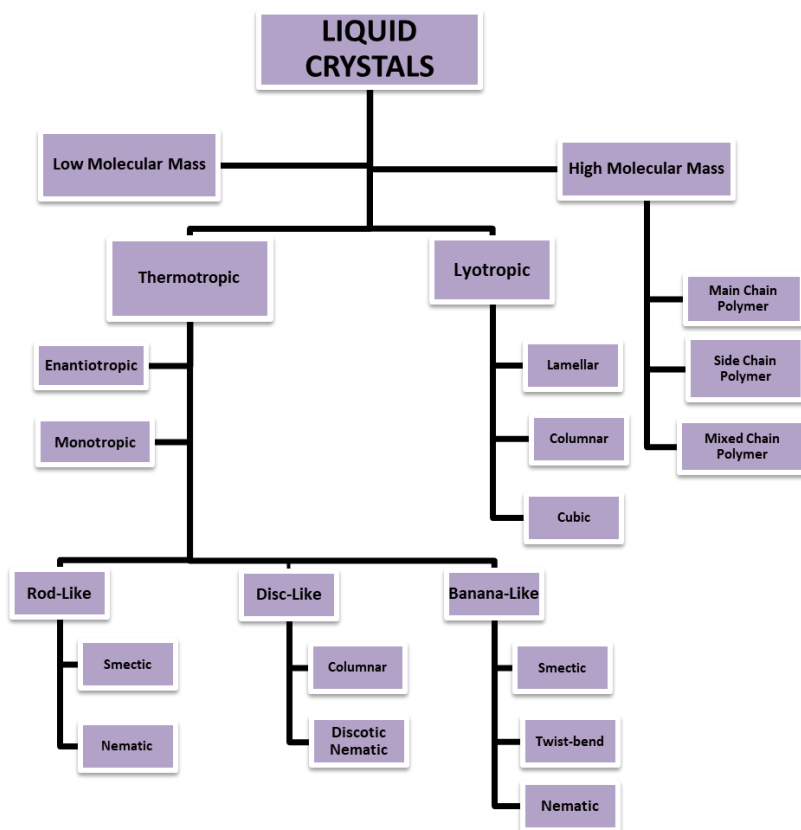 LIQUID
CRYSTALS
Low Molecular Mass
High Molecular Mass
Thermotropic
Lyotropic
Main Chain
Polymer
Enantiotropic
Lamellar
Side Chain
Polymer
Monotropic
Columnar
Mixed Chain
Polymer
Cubic
Rod-Like
Disc-Like
Banana-Like
Smectic
Columnar
Smectic
Nematic
Discotic
Nematic
Twist-bend
Nematic